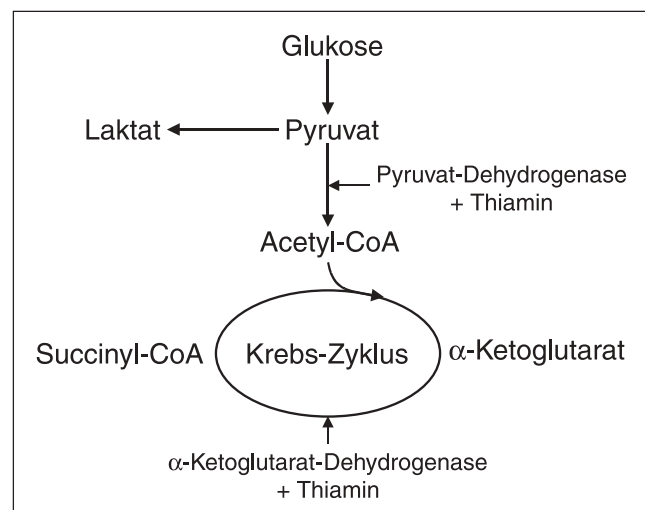 Glukose
Laktat
Pyruvat
Pyruvat-Dehydrogenase
+ Thiamin
Acetyl-CoA
Succinyl-CoA
Krebs-Zyklus
α-Ketoglutarat
α-Ketoglutarat-Dehydrogenase
+ Thiamin